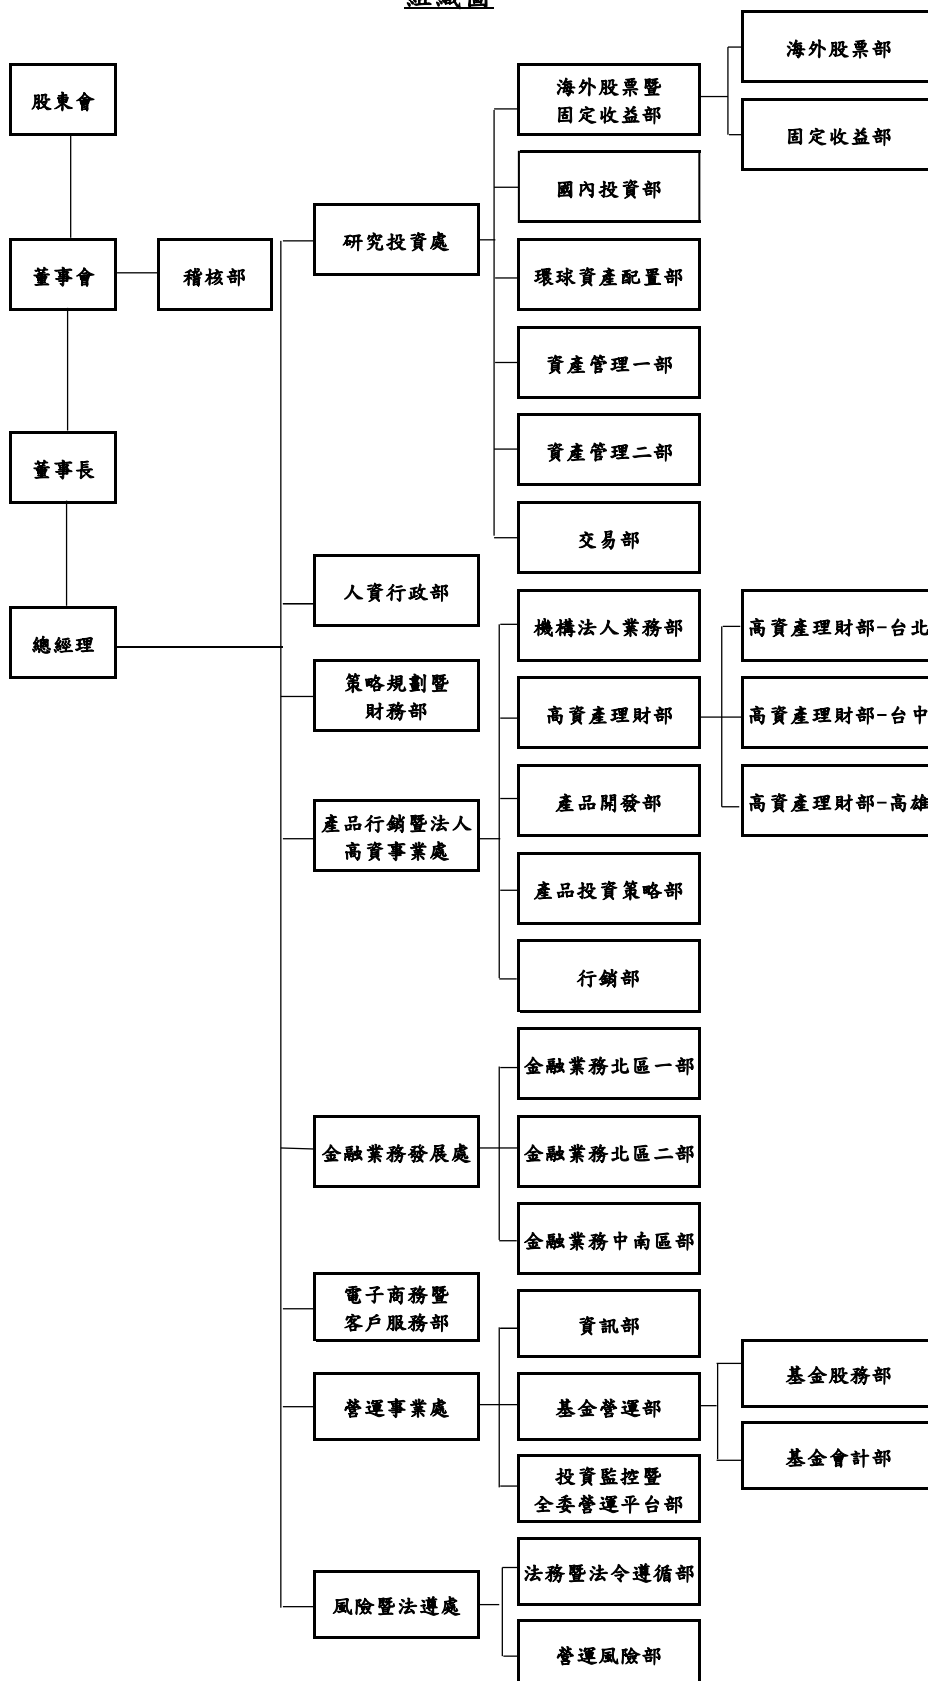 組織圖
股東會
董事會
稽核部
董事長
總經理
研究投資處
海外股票暨
固定收益部
海外股票部
固定收益部
國內投資部
環球資產配置部
資產管理一部
資產管理二部
交易部
人資行政部
策略規劃暨
財務部
產品行銷暨法人
高資事業處
機構法人業務部
高資產理財部
高資產理財部-台北
高資產理財部-台中
高資產理財部-高雄
產品開發部
產品投資策略部
行銷部
金融業務發展處
金融業務北區一部
金融業務北區二部
金融業務中南區部
電子商務暨
客戶服務部
營運事業處
資訊部
基金營運部
基金股務部
基金會計部
投資監控暨
全委營運平台部
風險暨法遵處
法務暨法令遵循部
營運風險部